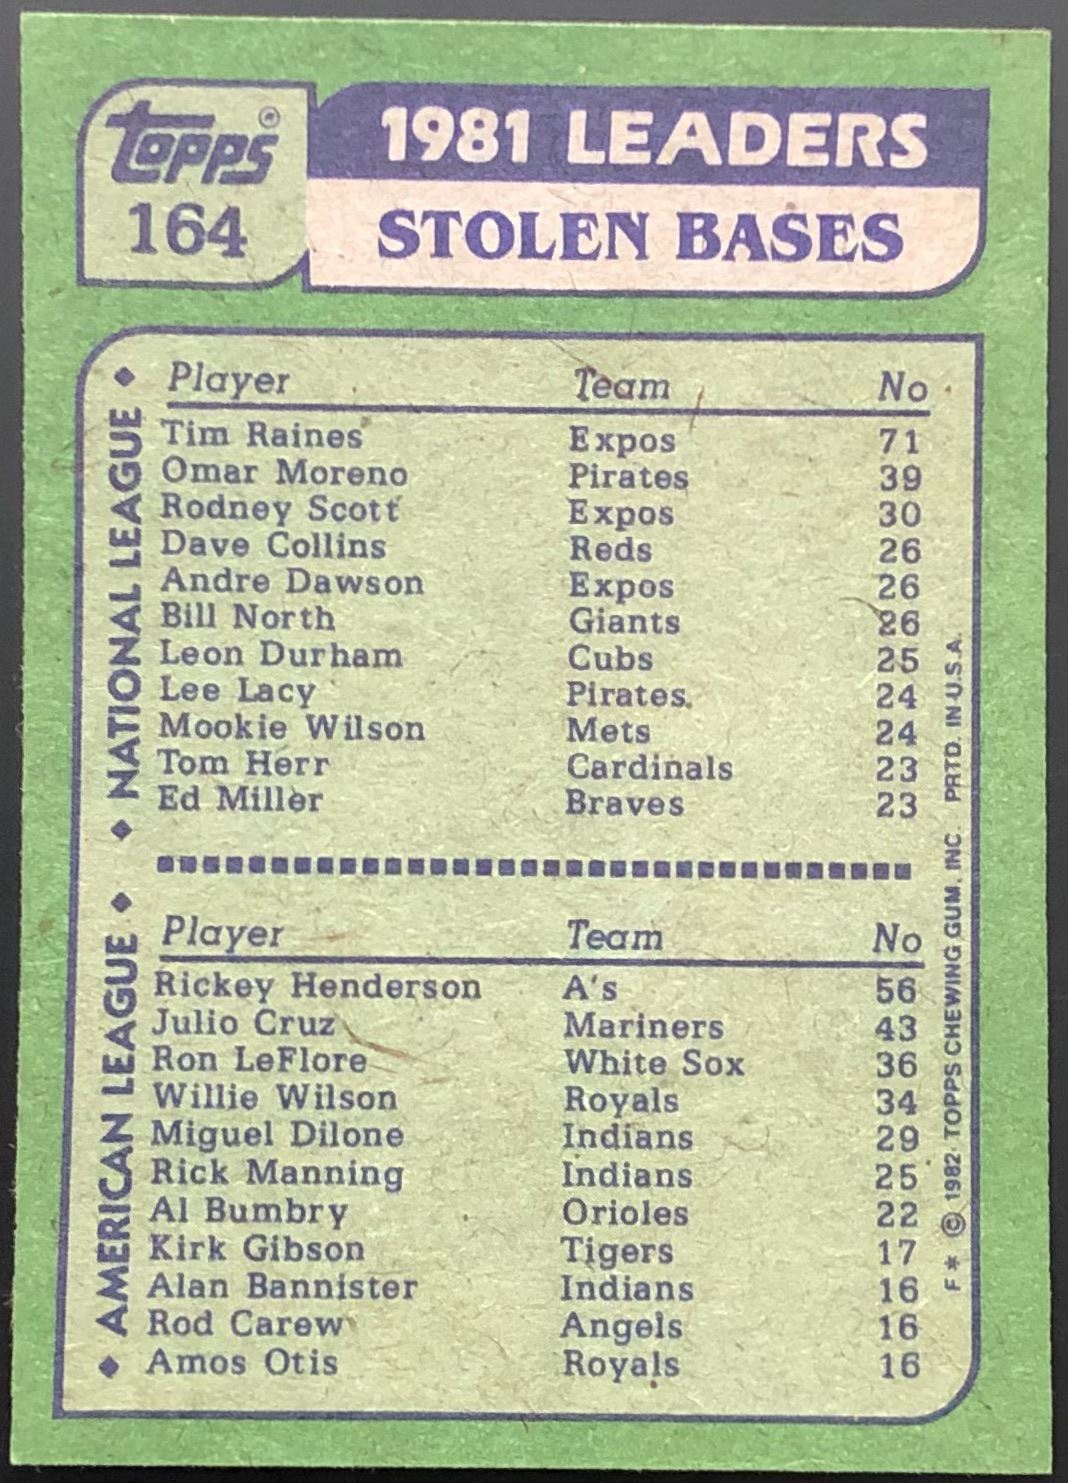 Topps®
164
1981 LEADERS
STOLEN BASES
NATIONAL LEAGUE
Player Team No
Tim Raines Expos 71
Omar Moreno Pirates 39
Rodney Scott Expos 30
Dave Collins Reds 26
Andre Dawson Expos 26
Bill North Giants 26
Leon Durham Cubs 25
Lee Lacy Pirates 24
Mookie Wilson Mets 24
Tom Herr Cardinals 23
Ed Miller Braves 23
AMERICAN LEAGUE
Player Team No
Rickey Henderson A's 56
Julio Cruz Mariners 43
Ron LeFlore White Sox 36
Willie Wilson Royals 34
Miguel Dilone Indians 29
Rick Manning Indians 25
Al Bumbry Orioles 22
Kirk Gibson Tigers 17
Alan Bannister Indians 16
Rod Carew Angels 16
Amos Otis Royals 16
F* © 1982 TOPPS CHEWING GUM, INC. PRTD. IN U.S.A.